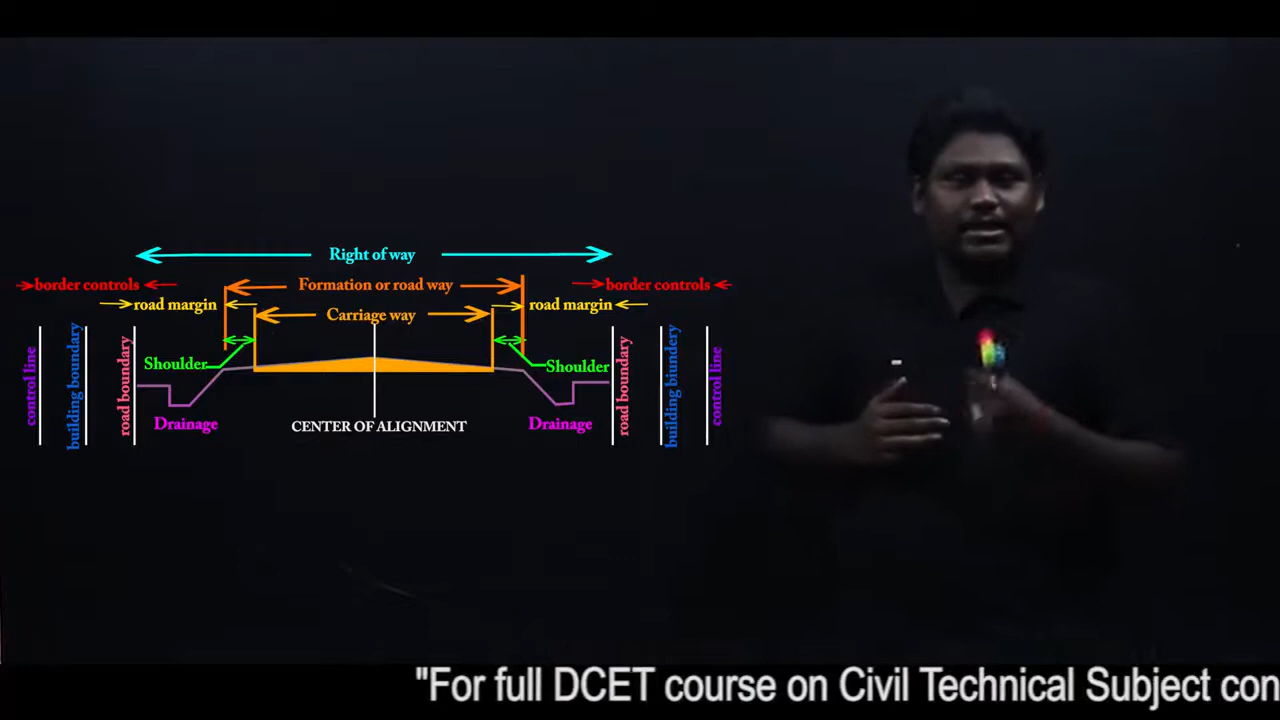 Right of way
border controls
Formation or road way
border controls
road margin
road margin
Carriage way
control line
building boundary
road boundary
Shoulder
Shoulder
road boundary
building biundery
control line
Drainage
CENTER OF ALIGNMENT
Drainage
"For full DCET course on Civil Technical Subject con